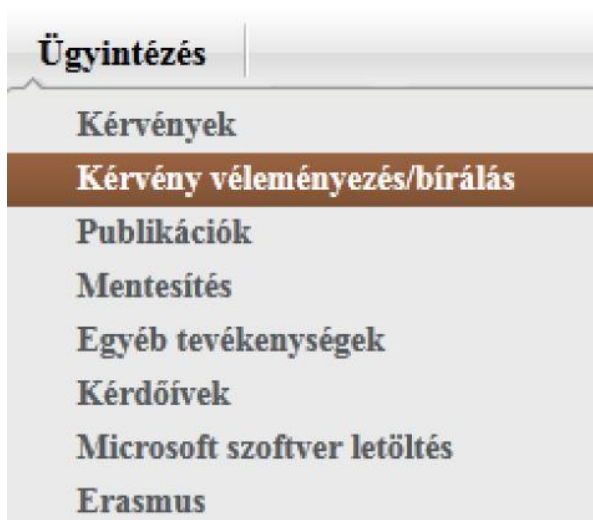 Ügyintézés
Kérvények
Kérvény véleményezés/bírálás
Publikációk
Mentesítés
Egyéb tevékenységek
Kérdőívek
Microsoft szoftver letöltés
Erasmus